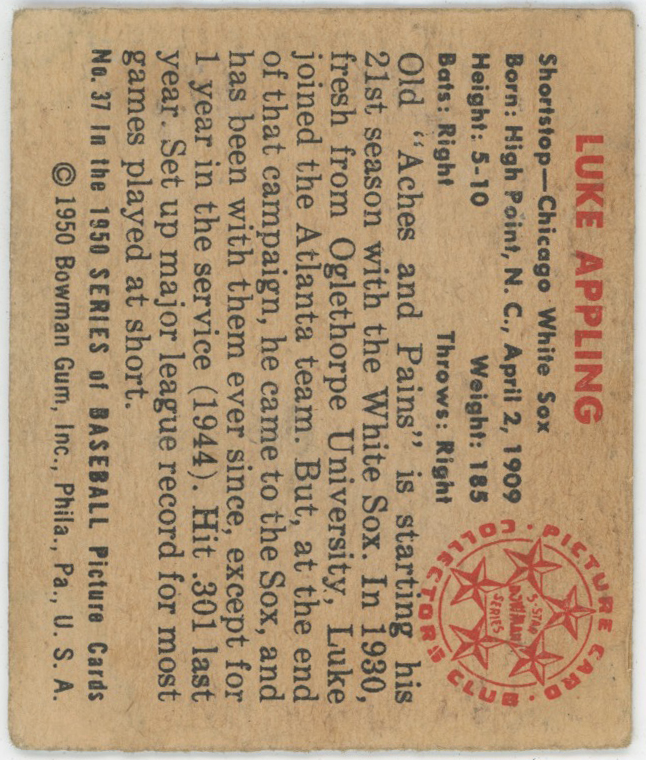 LUKE APPLING
Shortstop—Chicago White Sox
Born: High Point, N. C., April 2, 1909
Height: 5-10 Weight: 185
Bats: Right Throws: Right
Old "Aches and Pains" is starting his
21st season with the White Sox. In 1930,
fresh from Oglethorpe University, Luke
joined the Atlanta team. But, at the end
of that campaign, he came to the Sox, and
has been with them ever since, except for
1 year in the service (1944). Hit .301 last
year. Set up major league record for most
games played at short.
No. 37 In the 1950 SERIES of BASEBALL Picture Cards
© 1950 Bowman Gum, Inc., Phila., Pa., U. S. A.
PICTURE CARD COLLECTORS CLUB
5-STAR
BOWMAN
SERIES